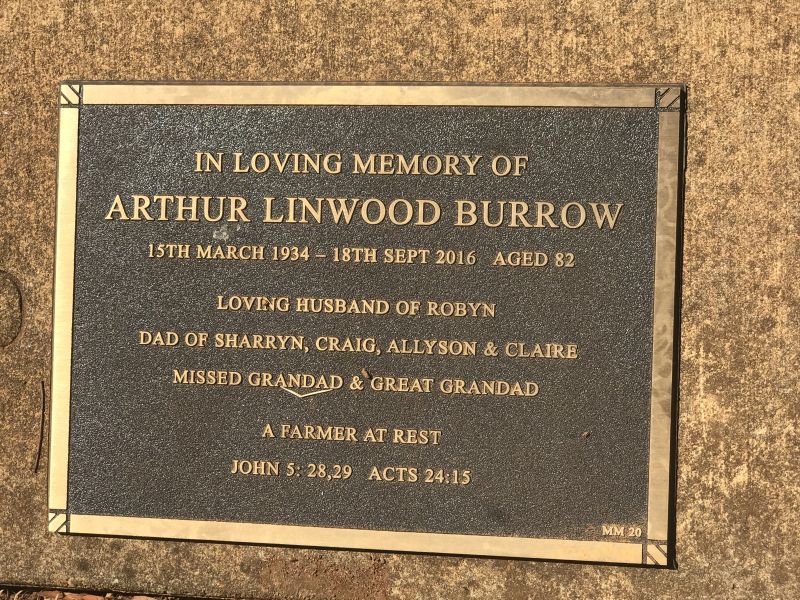 IN LOVING MEMORY OF
ARTHUR LINWOOD BURROW
15TH MARCH 1934 – 18TH SEPT 2016 AGED 82
LOVING HUSBAND OF ROBYN
DAD OF SHARRYN, CRAIG, ALLYSON & CLAIRE
MISSED GRANDAD & GREAT GRANDAD
A FARMER AT REST
JOHN 5: 28,29 ACTS 24:15
MM 20